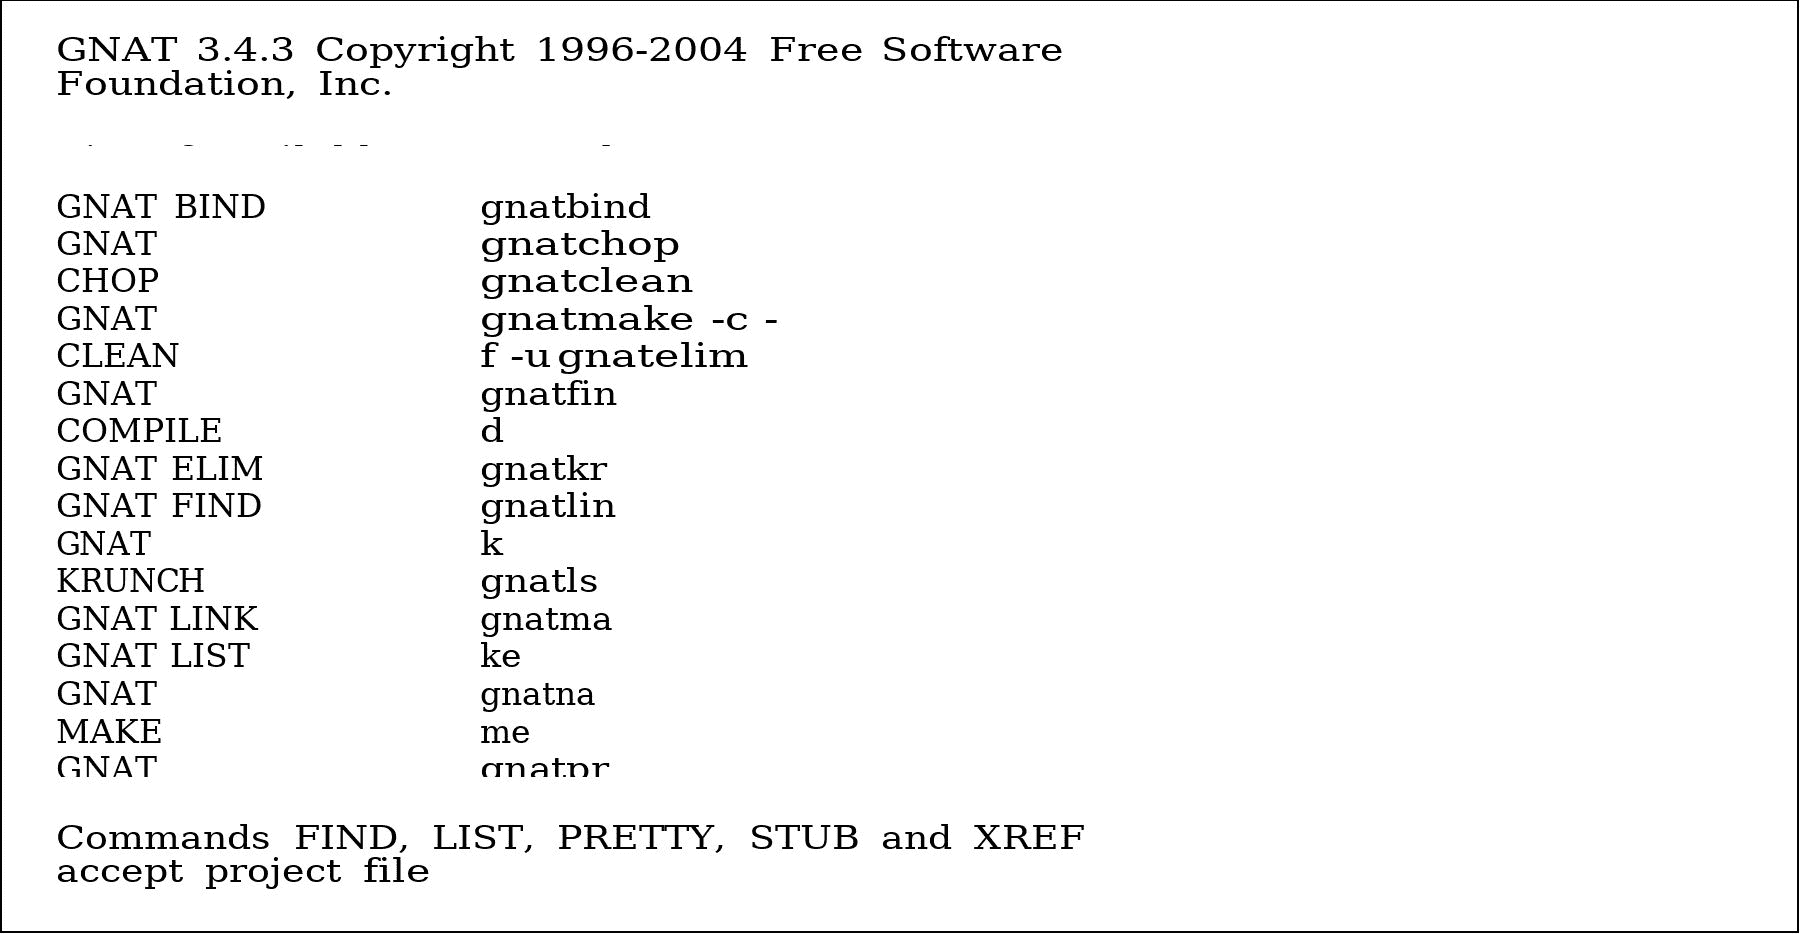 GNAT 3.4.3 Copyright 1996-2004 Free Software
Foundation, Inc.
GNAT BIND gnatbind
GNAT gnatchop
CHOP gnatclean
GNAT gnatmake -c -
CLEAN f -u gnatelim
GNAT gnatfin
COMPILE d
GNAT ELIM gnatkr
GNAT FIND gnatlin
GNAT k
KRUNCH gnatls
GNAT LINK gnatma
GNAT LIST ke
GNAT gnatna
MAKE me
GNAT gnatpr
Commands FIND, LIST, PRETTY, STUB and XREF
accept project file